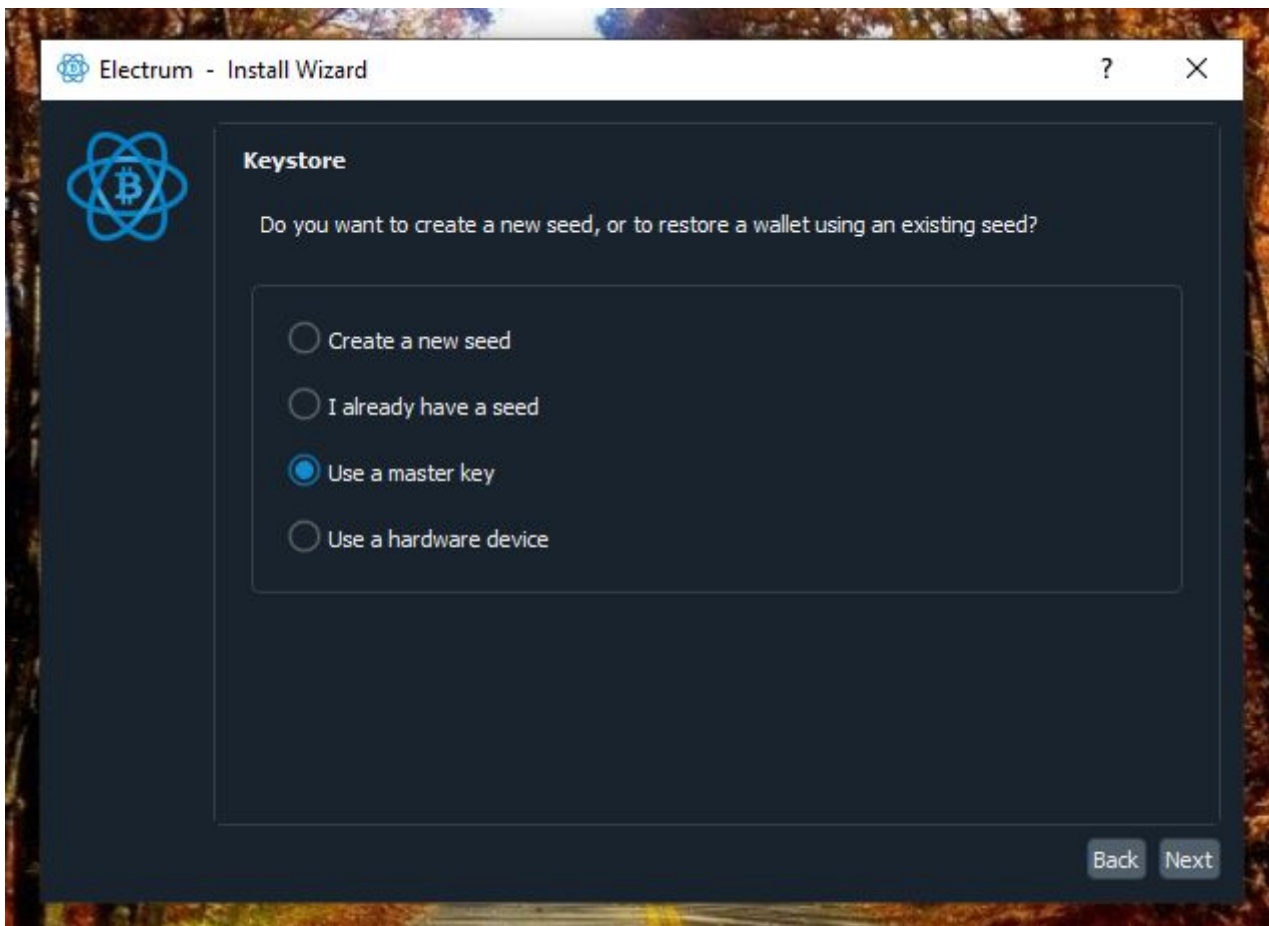 Electrum - Install Wizard
Keystore
Do you want to create a new seed, or to restore a wallet using an existing seed?
Create a new seed
I already have a seed
Use a master key
Use a hardware device
Back Next